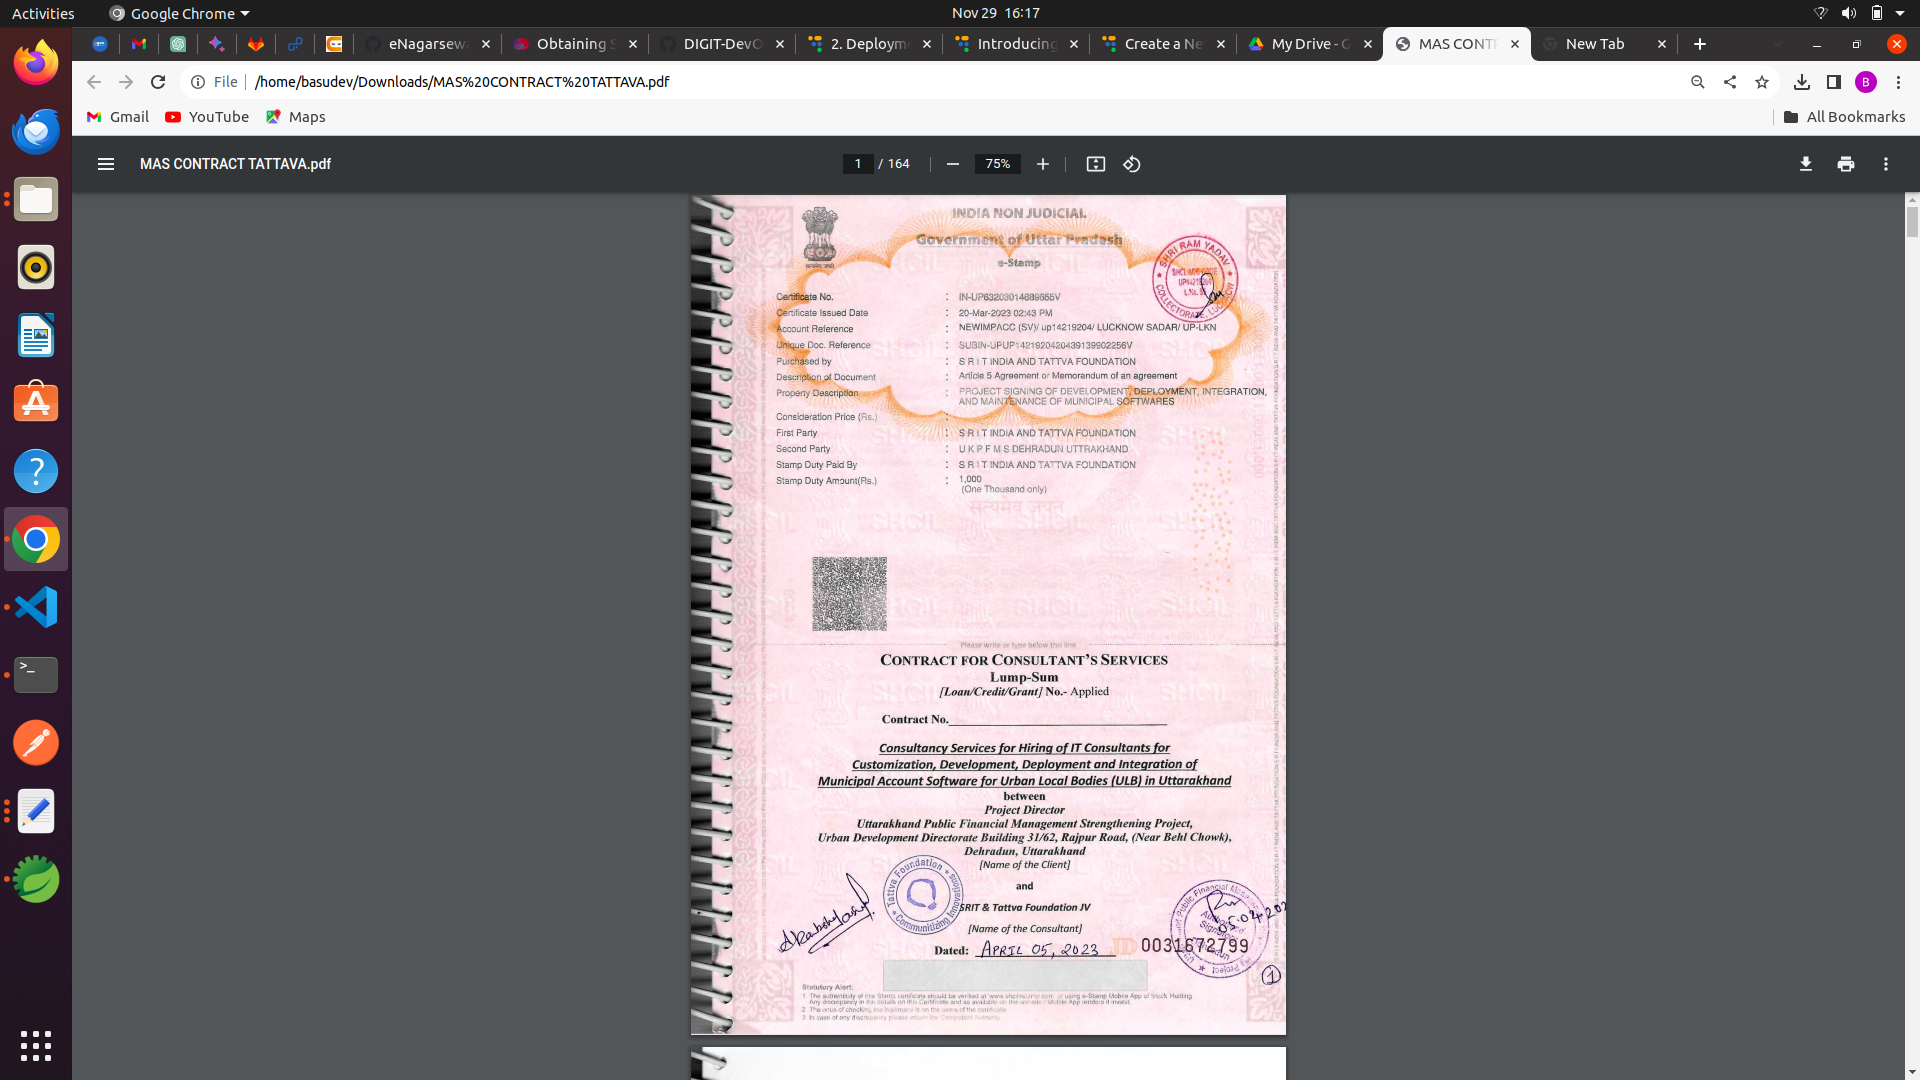 Activities
Google Chrome
Nov 29 16:17
eNagarsew
Obtaining S
DIGIT-DevO
2. Deployme
Introducing
Create a Ne
My Drive - G
MAS CONT
New Tab
File
/home/basudev/Downloads/MAS%20CONTRACT%20TATTAVA.pdf
B
Gmail
YouTube
Maps
All Bookmarks
MAS CONTRACT TATTAVA.pdf
1 / 164
75%
INDIA NON JUDICIAL
Government of Uttar Pradesh
e-Stamp
SHRI RAM YADAV
Certificate No. :
Certificate Issued Date : 20-Mar-2023 02:43 PM
Account Reference : NEWIMPACC (SV)/ up14219204/ LUCKNOW SADAR/ UP-LKN
Unique Doc. Reference : SUBIN-UPUP1421920420439139902256V
Purchased by : S R I T INDIA AND TATTVA FOUNDATION
Description of Document : Article 5 Agreement or Memorandum of an agreement
Property Description : PROJECT SIGNING OF DEVELOPMENT, DEPLOYMENT, INTEGRATION,
AND MAINTENANCE OF MUNICIPAL SOFTWARES
Consideration Price (Rs.) :
First Party : S R I T INDIA AND TATTVA FOUNDATION
Second Party : U K P F M S DEHRADUN UTTRAKHAND
Stamp Duty Paid By : S R I T INDIA AND TATTVA FOUNDATION
Stamp Duty Amount(Rs.) : 1,000
(One Thousand only)
सत्यमेव जयते
Please write or type below this line
CONTRACT FOR CONSULTANT'S SERVICES
Lump-Sum
[Loan/Credit/Grant] No.- Applied
Contract No.
Consultancy Services for Hiring of IT Consultants for
Customization, Development, Deployment and Integration of
Municipal Account Software for Urban Local Bodies (ULB) in Uttarakhand
between
Project Director
Uttarakhand Public Financial Management Strengthening Project,
Urban Development Directorate Building 31/62, Rajpur Road, (Near Behl Chowk),
Dehradun, Uttarakhand
[Name of the Client]
and
SRIT & Tattva Foundation JV
[Name of the Consultant]
Tattva Foundation * Communitizing Innovations *
Dated: APRIL 05, 2023
JD 0031672799
1
Statutory Alert: